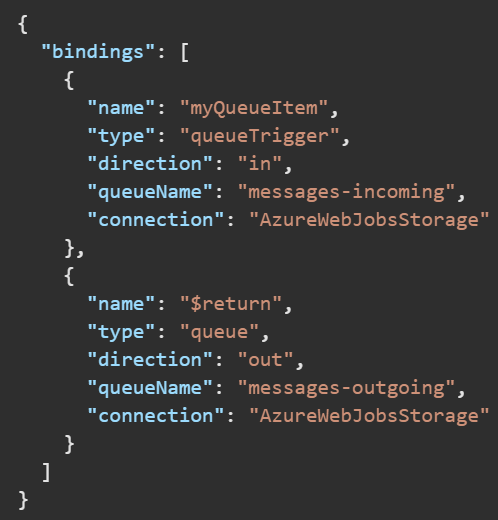 {
  "bindings": [
    {
      "name": "myQueueItem",
      "type": "queueTrigger",
      "direction": "in",
      "queueName": "messages-incoming",
      "connection": "AzureWebJobsStorage"
    },
    {
      "name": "$return",
      "type": "queue",
      "direction": "out",
      "queueName": "messages-outgoing",
      "connection": "AzureWebJobsStorage"
    }
  ]
}